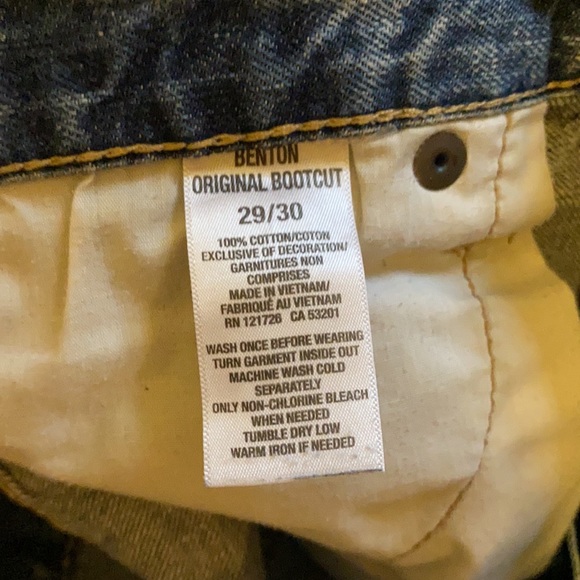 BENTON
ORIGINAL BOOTCUT
29/30
100% COTTON/COTON
EXCLUSIVE OF DECORATION/
GARNITURES NON
COMPRISES
MADE IN VIETNAM/
FABRIQUÉ AU VIETNAM
RN 121726 CA 53201
WASH ONCE BEFORE WEARING
TURN GARMENT INSIDE OUT
MACHINE WASH COLD
SEPARATELY
ONLY NON-CHLORINE BLEACH
WHEN NEEDED
TUMBLE DRY LOW
WARM IRON IF NEEDED